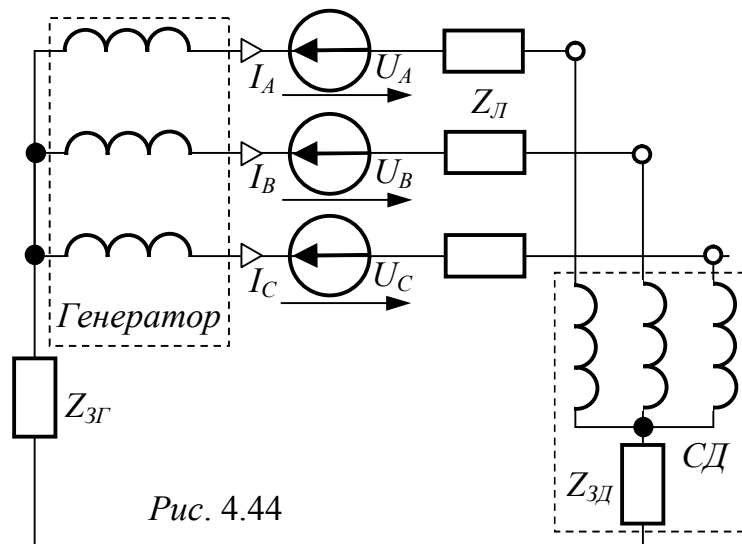 I_A
U_A
Z_Л
I_B
U_B
I_C
U_C
Генератор
Z_ЗГ
СД
Z_ЗД
Рис. 4.44